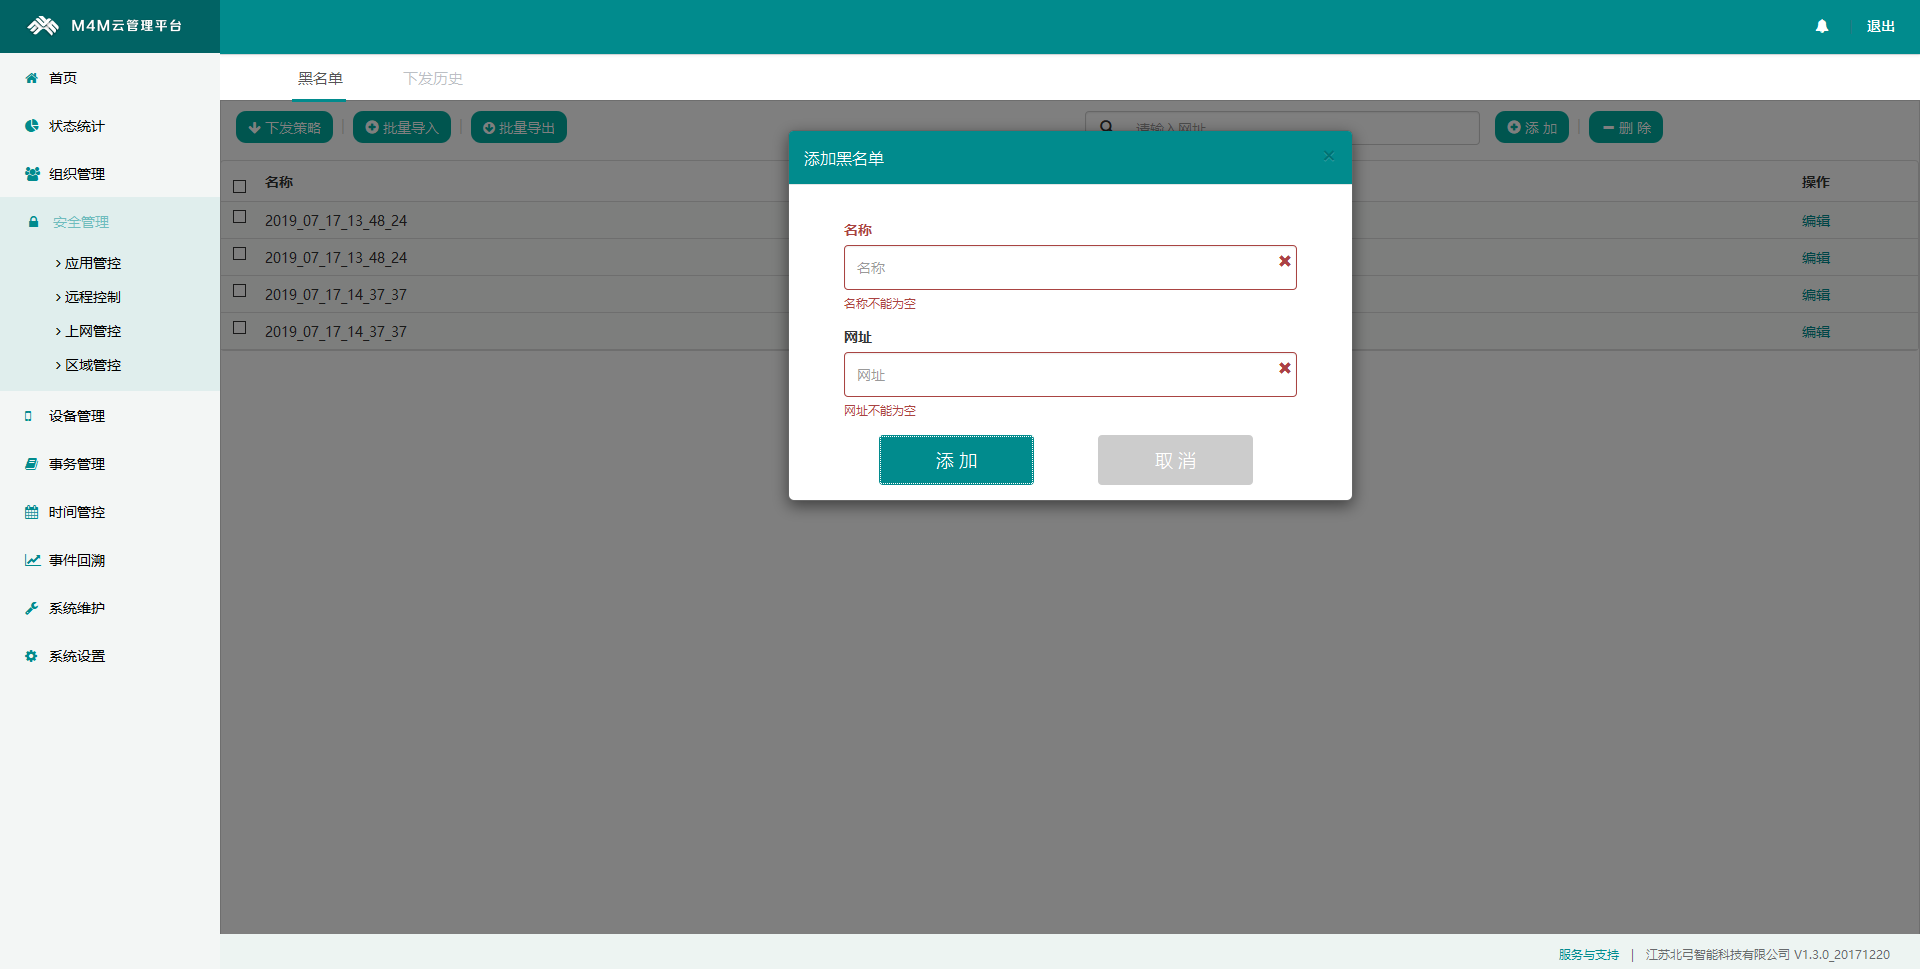 M4M云管理平台
退出
首页
状态统计
组织管理
安全管理
应用管控
远程控制
上网管控
区域管控
设备管理
事务管理
时间管控
事件回溯
系统维护
系统设置
黑名单 下发历史
下发策略 | 批量导入 | 批量导出 请输入网址 添 加 | 删 除
名称 操作
2019_07_17_13_48_24 编辑
2019_07_17_13_48_24 编辑
2019_07_17_14_37_37 编辑
2019_07_17_14_37_37 编辑
添加黑名单 ×
名称
名称
名称不能为空
网址
网址
网址不能为空
添 加 取 消
服务与支持 | 江苏北弓智能科技有限公司 V1.3.0_20171220